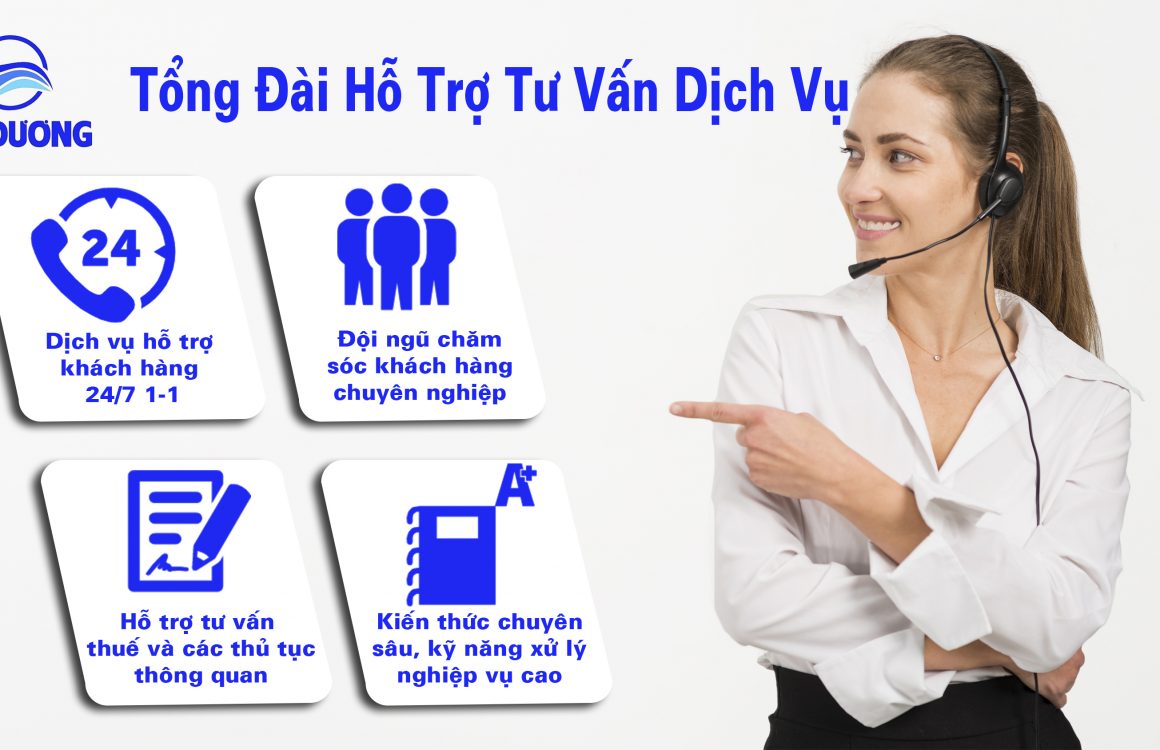 Tổng Đài Hỗ Trợ Tư Vấn Dịch Vụ
DƯƠNG
24
Dịch vụ hỗ trợ
khách hàng
24/7 1-1
Đội ngũ chăm
sóc khách hàng
chuyên nghiệp
Hỗ trợ tư vấn
thuế và các thủ tục
thông quan
A+
Kiến thức chuyên
sâu, kỹ năng xử lý
nghiệp vụ cao